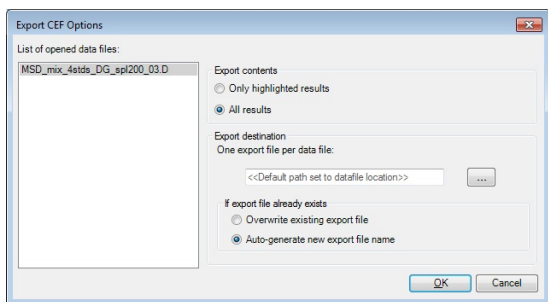 Export CEF Options
List of opened data files:
MSD_mix_4stds_DG_spl200_03.D
Export contents
Only highlighted results
All results
Export destination
One export file per data file:
<<Default path set to datafile location>>
...
If export file already exists
Overwrite existing export file
Auto-generate new export file name
OK
Cancel